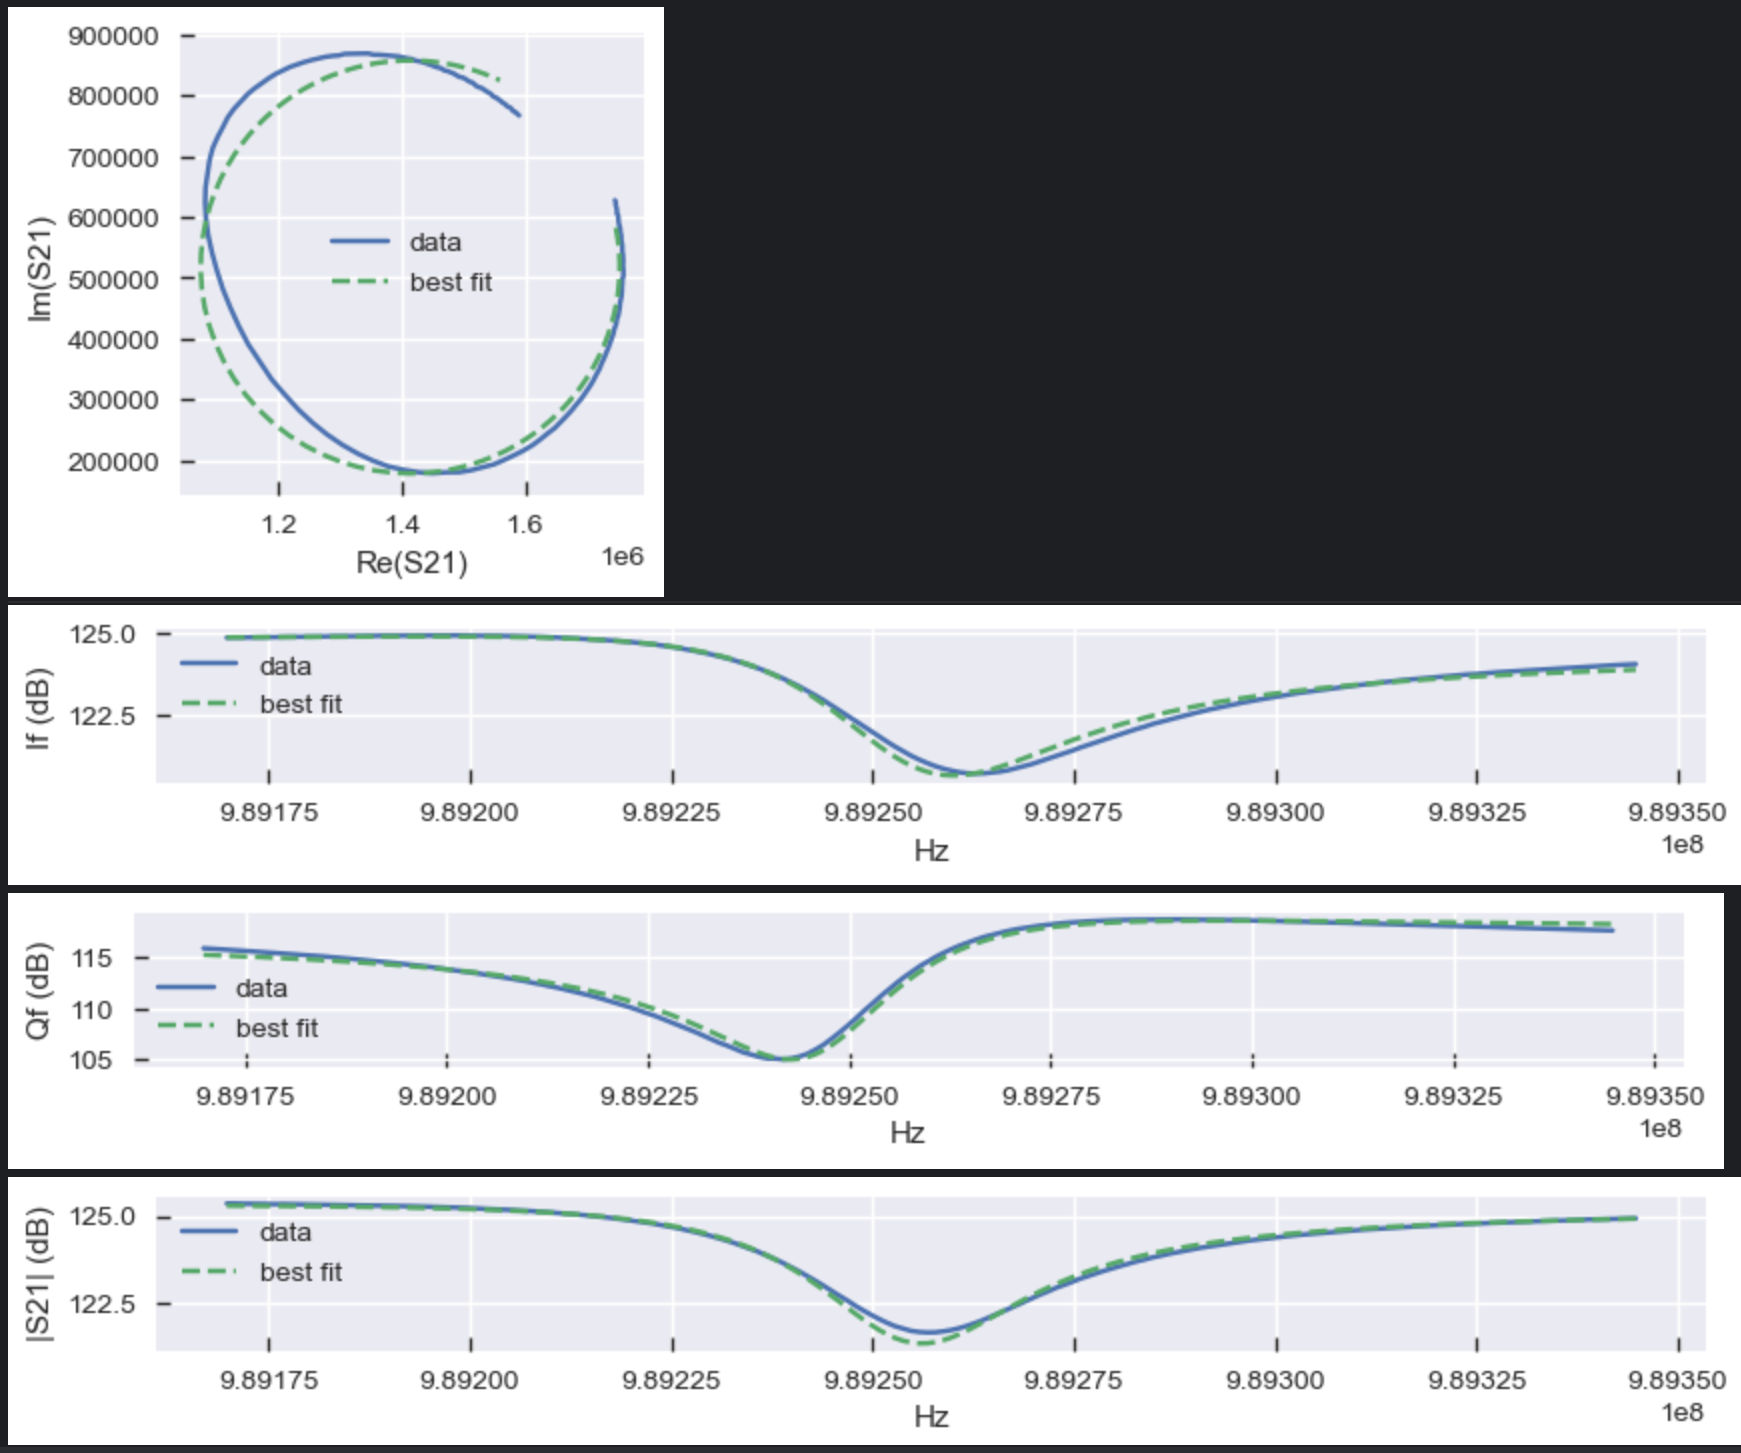 900000
800000
700000
600000
500000
400000
300000
200000
Im(S21)
data
best fit
1.2 1.4 1.6
1e6
Re(S21)
125.0
122.5
If (dB)
data
best fit
9.89175 9.89200 9.89225 9.89250 9.89275 9.89300 9.89325 9.89350
1e8
Hz
115
110
105
Qf (dB)
data
best fit
9.89175 9.89200 9.89225 9.89250 9.89275 9.89300 9.89325 9.89350
1e8
Hz
125.0
122.5
|S21| (dB)
data
best fit
9.89175 9.89200 9.89225 9.89250 9.89275 9.89300 9.89325 9.89350
1e8
Hz